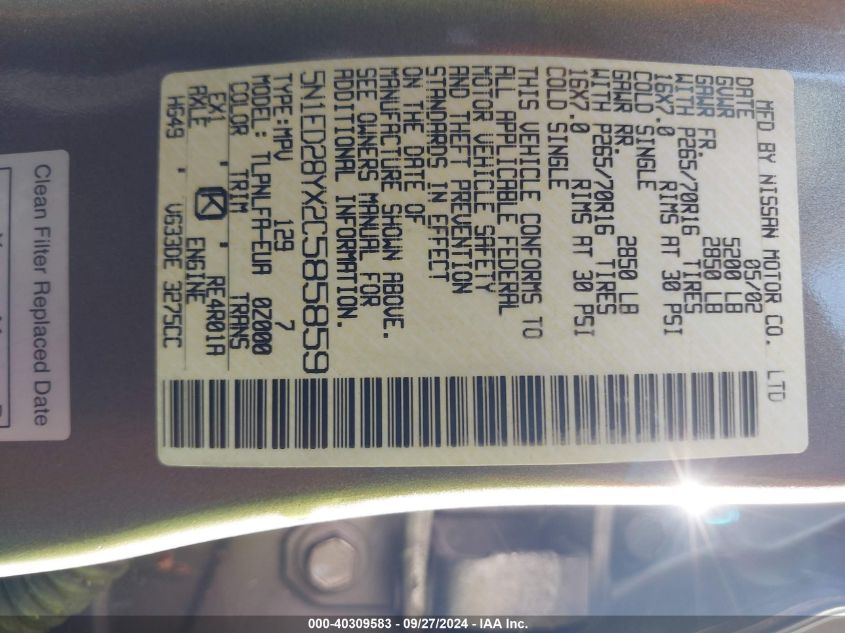 MFD BY NISSAN MOTOR CO. LTD
DATE 05/02
GVWR 5200 LB
GAWR FR. 2850 LB
WITH P265/70R16 TIRES
16X7.0 RIMS AT 30 PSI
COLD SINGLE
GAWR RR. 2850 LB
WITH P265/70R16 TIRES
16X7.0 RIMS AT 30 PSI
COLD SINGLE
THIS VEHICLE CONFORMS TO
ALL APPLICABLE FEDERAL
MOTOR VEHICLE SAFETY
AND THEFT PREVENTION
STANDARDS IN EFFECT
ON THE DATE OF
MANUFACTURE SHOWN ABOVE.
SEE OWNERS MANUAL FOR
ADDITIONAL INFORMATION.
5N1ED28YX2C585859
TYPE:MPV 129 7
MODEL: TLPNLFA-EUA 0Z000
COLOR TRIM TRANS
EX1 K RE4R01A
AXLE ENGINE
HG49 VG33DE 3275CC
Clean Filter Replaced Date
000-40309583 - 09/27/2024 - IAA Inc.